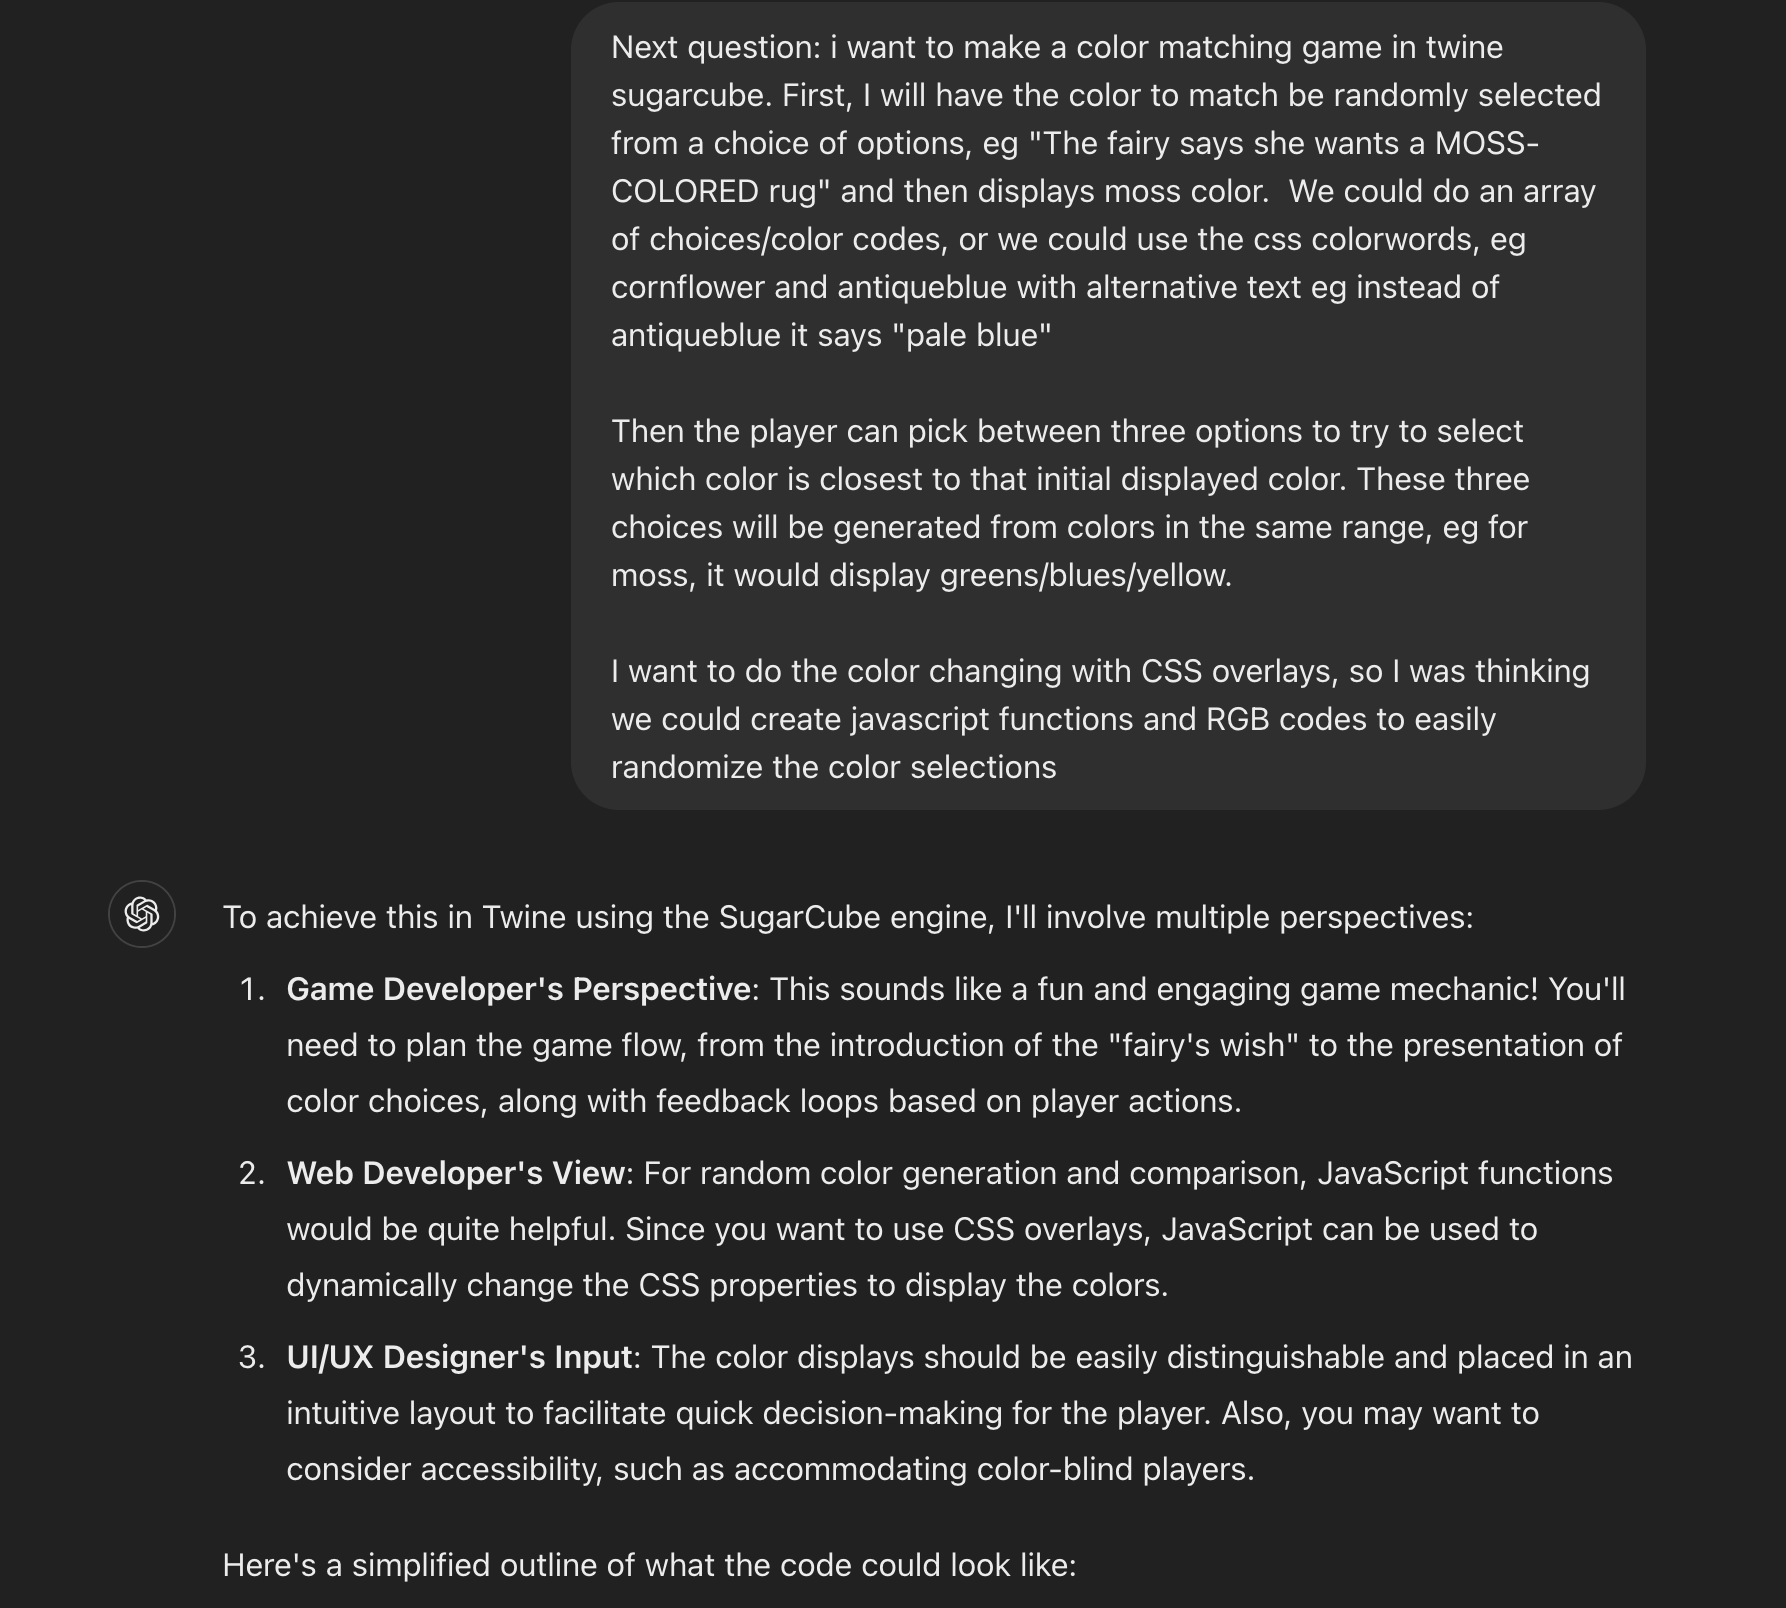 Next question: i want to make a color matching game in twine
sugarcube. First, I will have the color to match be randomly selected
from a choice of options, eg "The fairy says she wants a MOSS-
COLORED rug" and then displays moss color.  We could do an array
of choices/color codes, or we could use the css colorwords, eg
cornflower and antiqueblue with alternative text eg instead of
antiqueblue it says "pale blue"
Then the player can pick between three options to try to select
which color is closest to that initial displayed color. These three
choices will be generated from colors in the same range, eg for
moss, it would display greens/blues/yellow.
I want to do the color changing with CSS overlays, so I was thinking
we could create javascript functions and RGB codes to easily
randomize the color selections
To achieve this in Twine using the SugarCube engine, I'll involve multiple perspectives:
1. Game Developer's Perspective: This sounds like a fun and engaging game mechanic! You'll
need to plan the game flow, from the introduction of the "fairy's wish" to the presentation of
color choices, along with feedback loops based on player actions.
2. Web Developer's View: For random color generation and comparison, JavaScript functions
would be quite helpful. Since you want to use CSS overlays, JavaScript can be used to
dynamically change the CSS properties to display the colors.
3. UI/UX Designer's Input: The color displays should be easily distinguishable and placed in an
intuitive layout to facilitate quick decision-making for the player. Also, you may want to
consider accessibility, such as accommodating color-blind players.
Here's a simplified outline of what the code could look like: